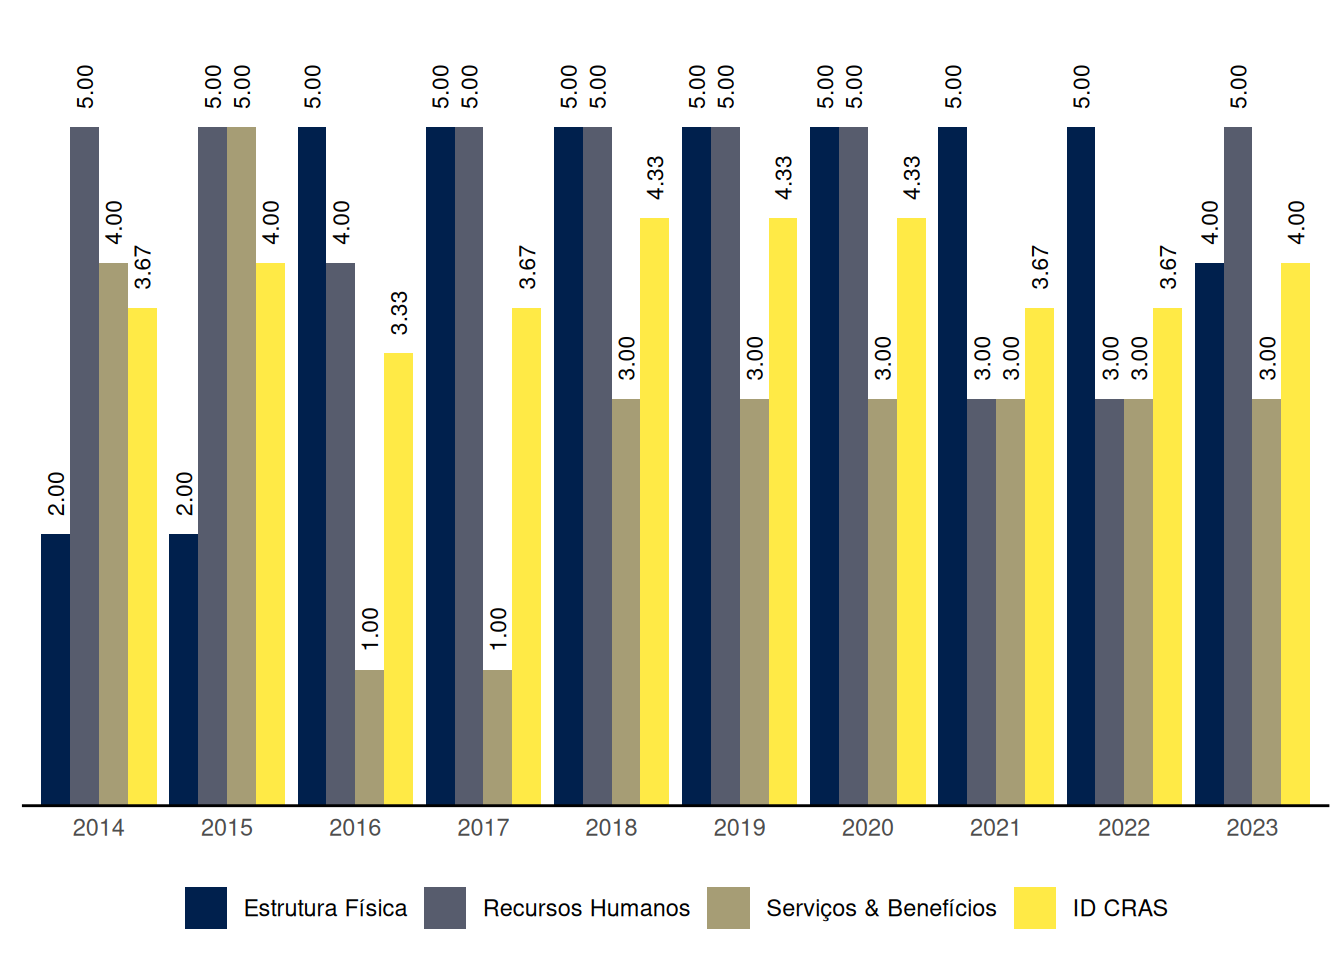 2.00 5.00 4.00 3.67
2.00 5.00 5.00 4.00
5.00 4.00 1.00 3.33
5.00 5.00 1.00 3.67
5.00 5.00 3.00 4.33
5.00 5.00 3.00 4.33
5.00 5.00 3.00 4.33
5.00 3.00 3.00 3.67
5.00 3.00 3.00 3.67
4.00 5.00 3.00 4.00
2014 2015 2016 2017 2018 2019 2020 2021 2022 2023
Estrutura Física Recursos Humanos Serviços & Benefícios ID CRAS